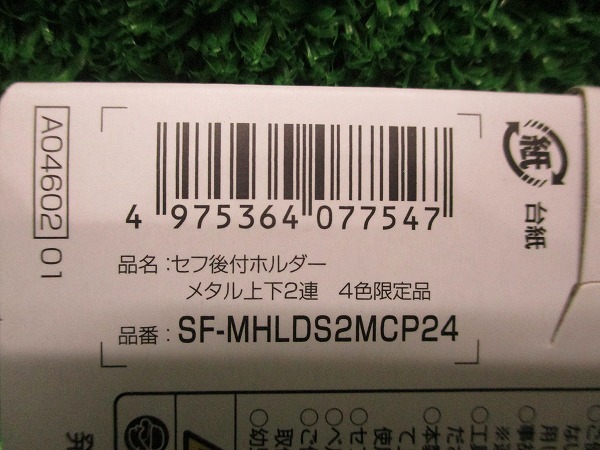 A04602 01
4 975364 077547
品名：セフ後付ホルダー
メタル上下2連　4色限定品
品番：SF-MHLDS2MCP24
紙
台紙